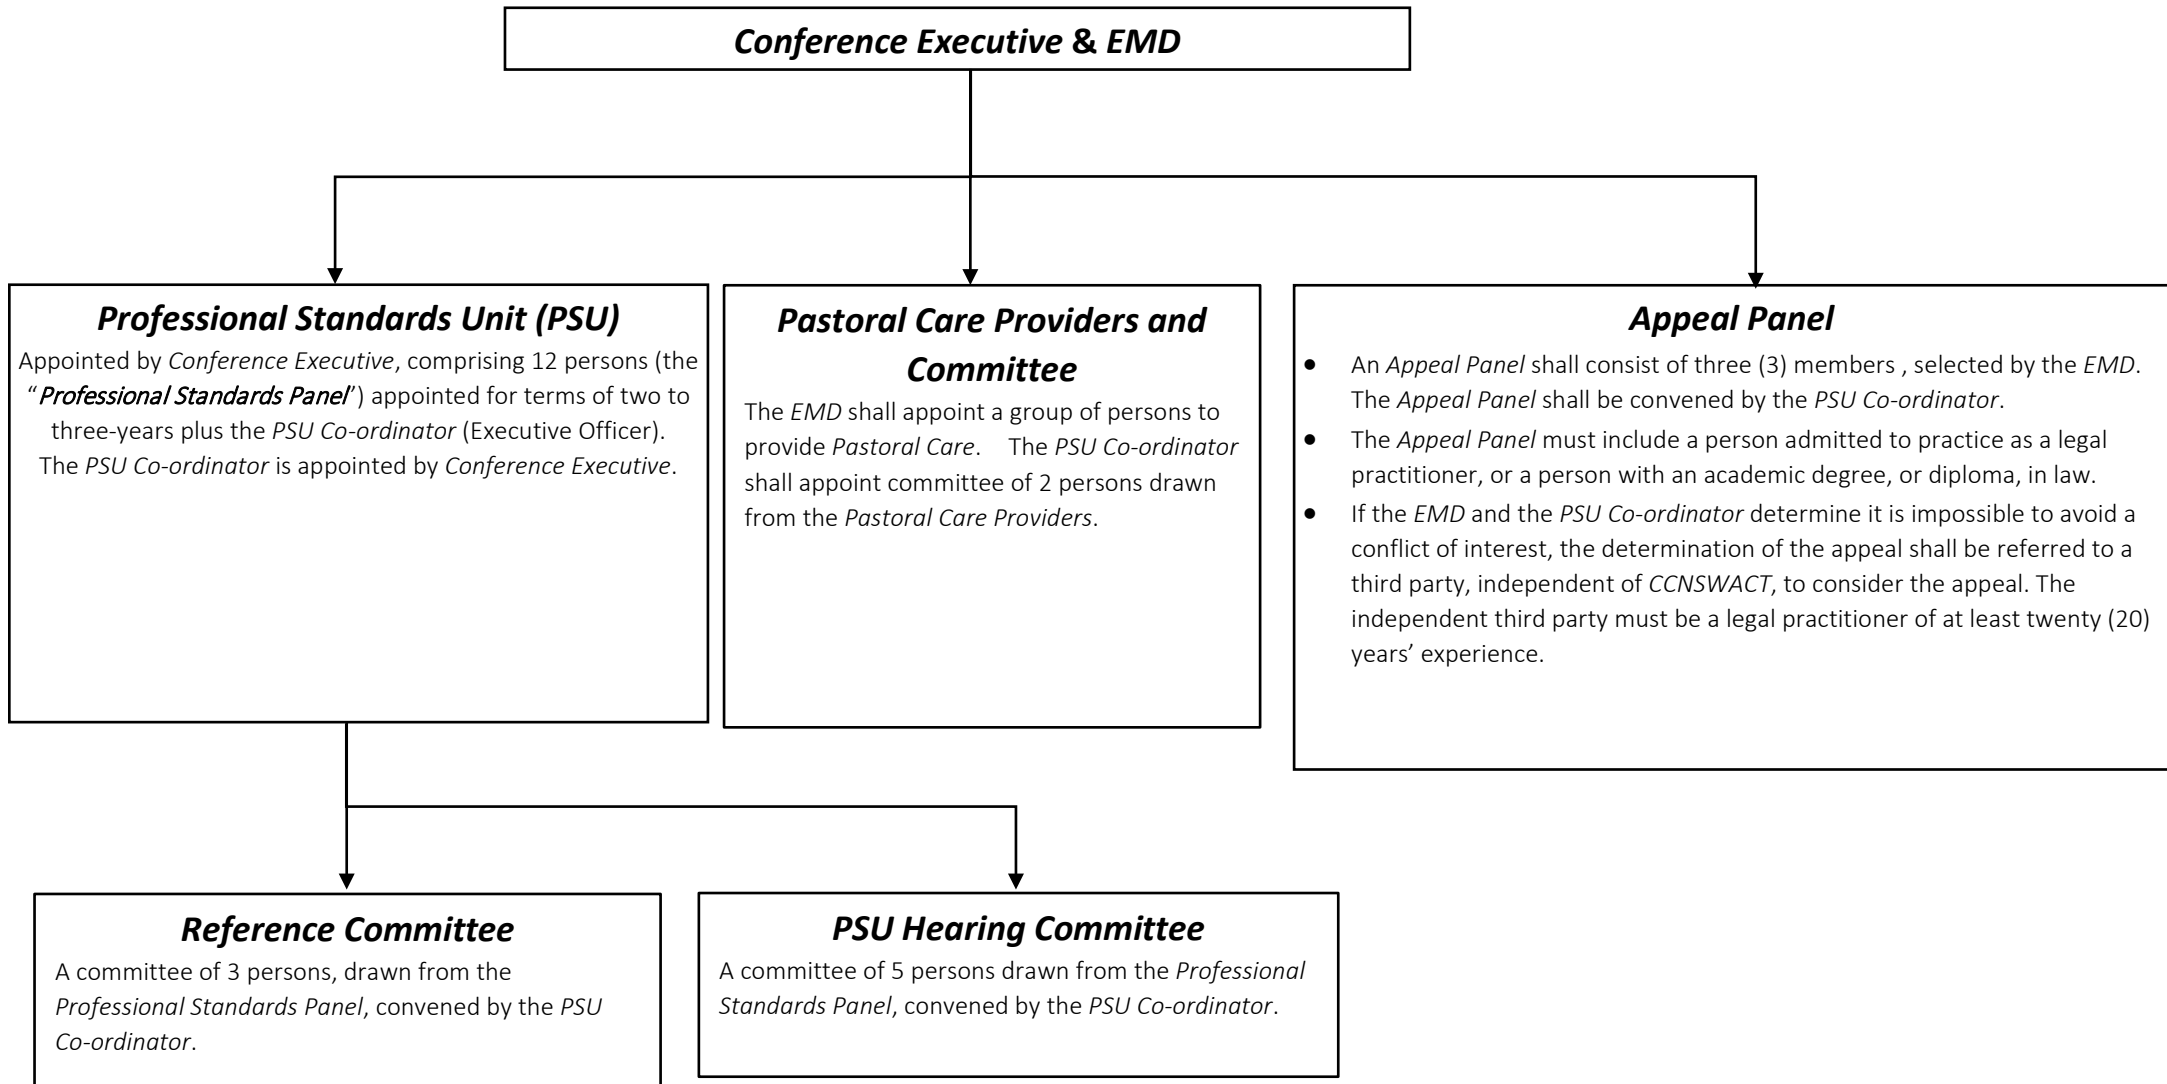 Conference Executive & EMD
Professional Standards Unit (PSU)
Appointed by Conference Executive, comprising 12 persons (the
“Professional Standards Panel”) appointed for terms of two to
three-years plus the PSU Co-ordinator (Executive Officer).
The PSU Co-ordinator is appointed by Conference Executive.
Pastoral Care Providers and
Committee
The EMD shall appoint a group of persons to
provide Pastoral Care. The PSU Co-ordinator
shall appoint committee of 2 persons drawn
from the Pastoral Care Providers.
Appeal Panel
• An Appeal Panel shall consist of three (3) members , selected by the EMD.
The Appeal Panel shall be convened by the PSU Co-ordinator.
• The Appeal Panel must include a person admitted to practice as a legal
practitioner, or a person with an academic degree, or diploma, in law.
• If the EMD and the PSU Co-ordinator determine it is impossible to avoid a
conflict of interest, the determination of the appeal shall be referred to a
third party, independent of CCNSWACT, to consider the appeal. The
independent third party must be a legal practitioner of at least twenty (20)
years’ experience.
Reference Committee
A committee of 3 persons, drawn from the
Professional Standards Panel, convened by the PSU
Co-ordinator.
PSU Hearing Committee
A committee of 5 persons drawn from the Professional
Standards Panel, convened by the PSU Co-ordinator.